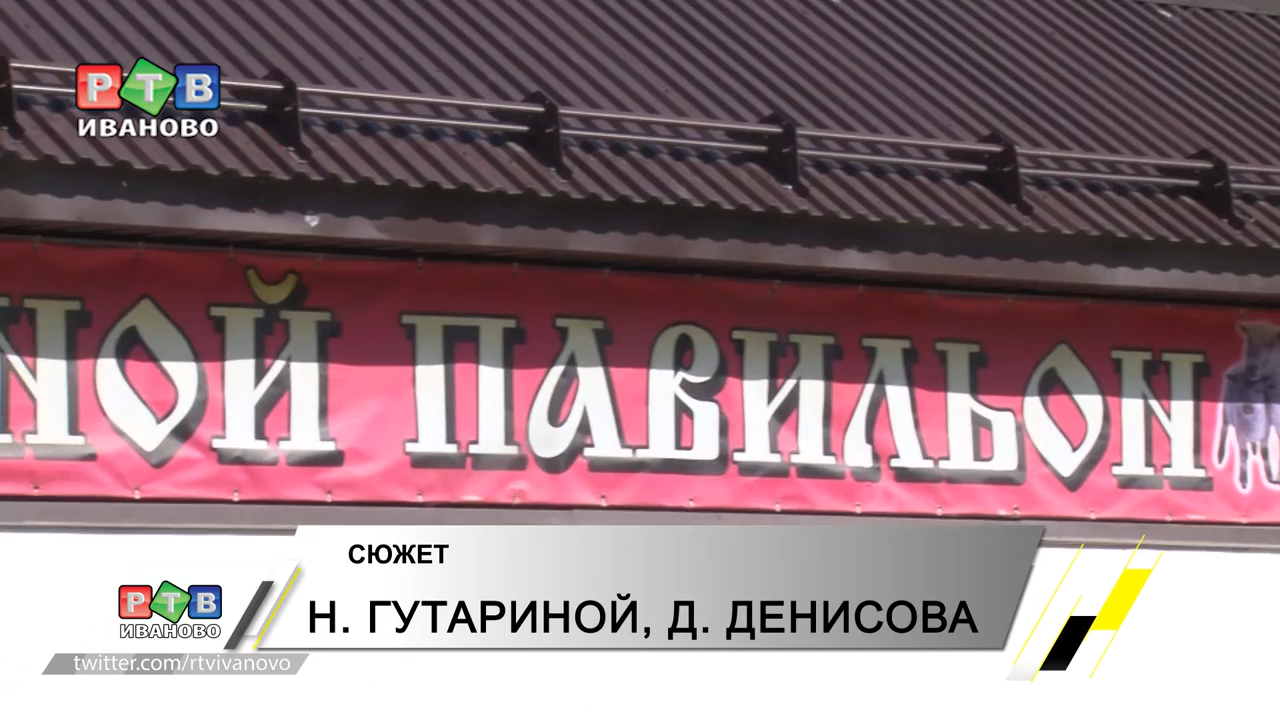 РТВ
ИВАНОВО
НОЙ ПАВИЛЬОН
СЮЖЕТ
Н. ГУТАРИНОЙ, Д. ДЕНИСОВА
РТВ
ИВАНОВО
twitter.com/rtvivanovo